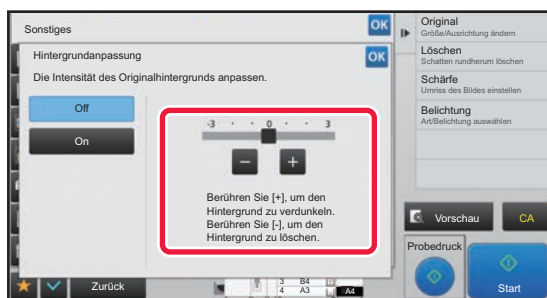 Sonstiges
OK
Hintergrundanpassung
OK
Die Intensität des Originalhintergrunds anpassen.
Off
On
-3 0 3
Berühren Sie [+], um den
Hintergrund zu verdunkeln.
Berühren Sie [-], um den
Hintergrund zu löschen.
Zurück
3 B4
4 A3
A4
Original
Größe/Ausrichtung ändern
Löschen
Schatten rundherum löschen
Schärfe
Umriss des Bildes einstellen
Belichtung
Art/Belichtung auswählen
Vorschau
CA
Probedruck
Start